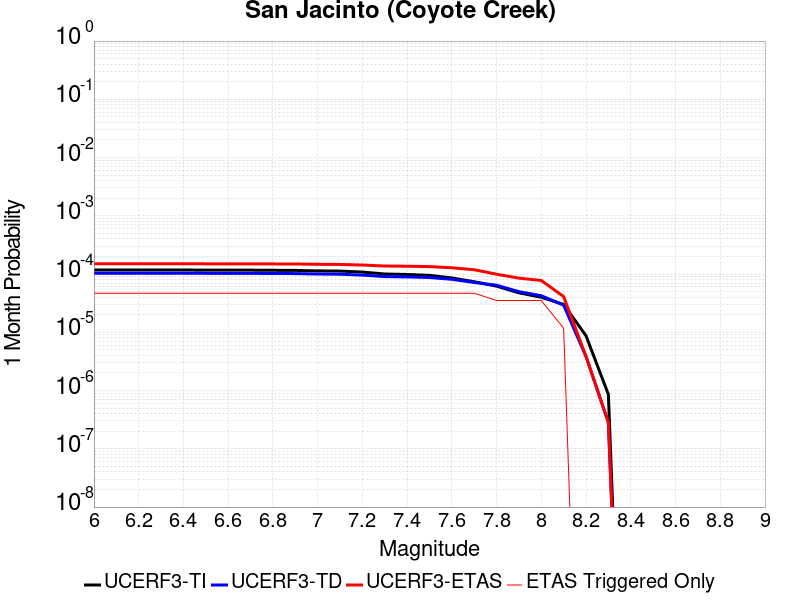 San Jacinto (Coyote Creek)
10^0
10^-1
10^-2
10^-3
10^-4
10^-5
10^-6
10^-7
10^-8
1 Month Probability
6 6.2 6.4 6.6 6.8 7 7.2 7.4 7.6 7.8 8 8.2 8.4 8.6 8.8 9
Magnitude
UCERF3-TI UCERF3-TD UCERF3-ETAS ETAS Triggered Only